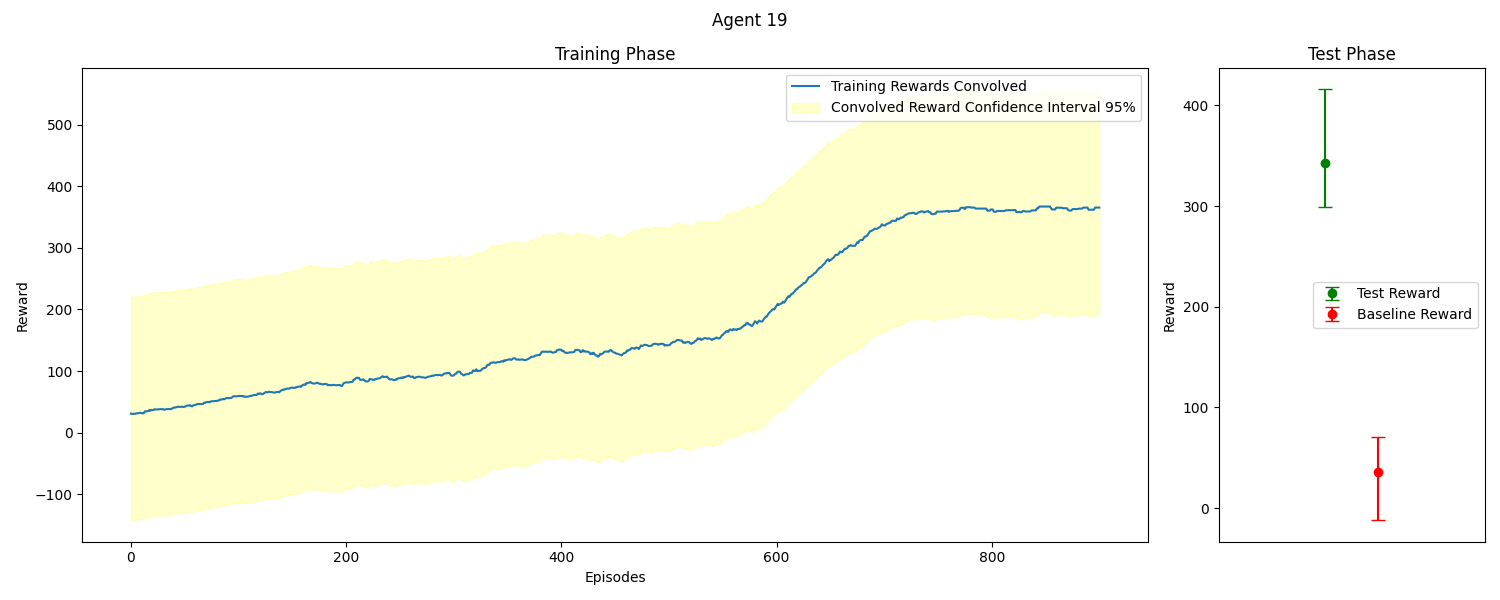 Agent 19
Training Phase
Training Rewards Convolved
Convolved Reward Confidence Interval 95%
500
400
300
200
100
0
−100
Reward
0
200
400
600
800
Episodes
Test Phase
400
300
200
100
0
Reward
Test Reward
Baseline Reward